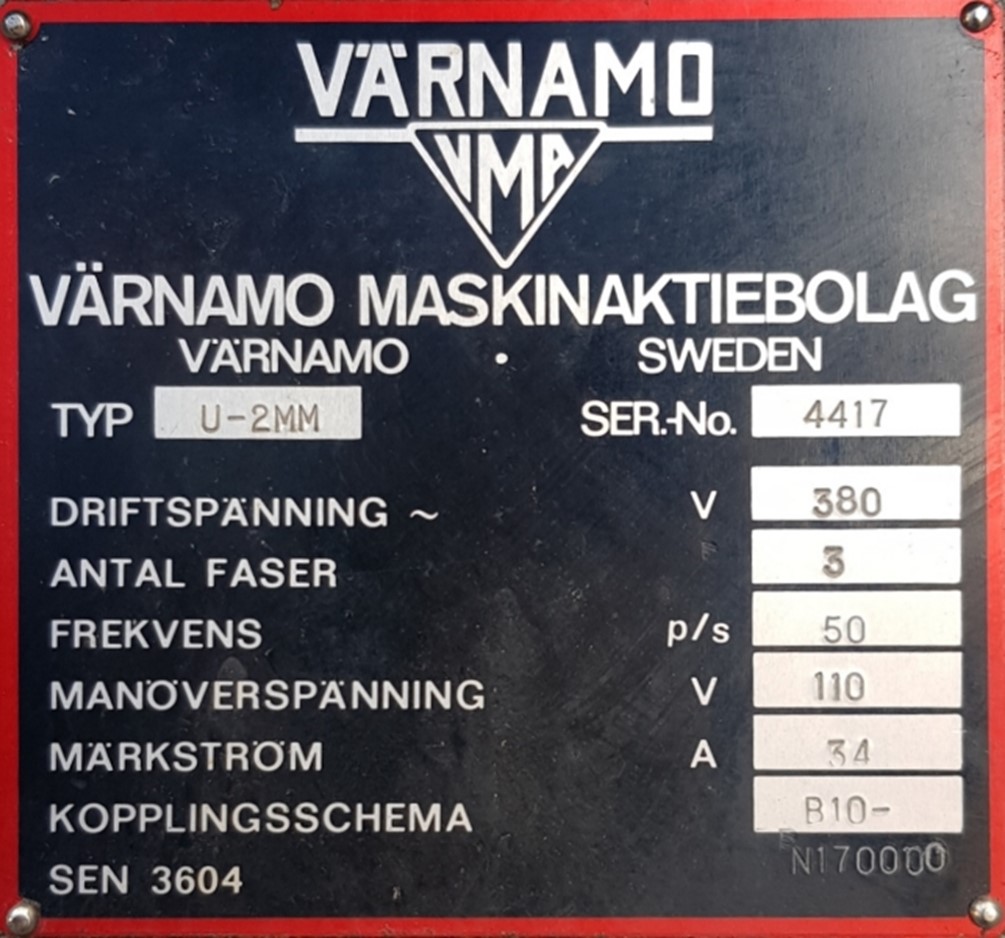 VÄRNAMO
VMA
VÄRNAMO MASKINAKTIEBOLAG
VÄRNAMO • SWEDEN
TYP U-2MM SER.-No. 4417
DRIFTSPÄNNING ~ V 380
ANTAL FASER 3
FREKVENS p/s 50
MANÖVERSPÄNNING V 110
MÄRKSTRÖM A 34
KOPPLINGSSCHEMA B10-
N170000
SEN 3604